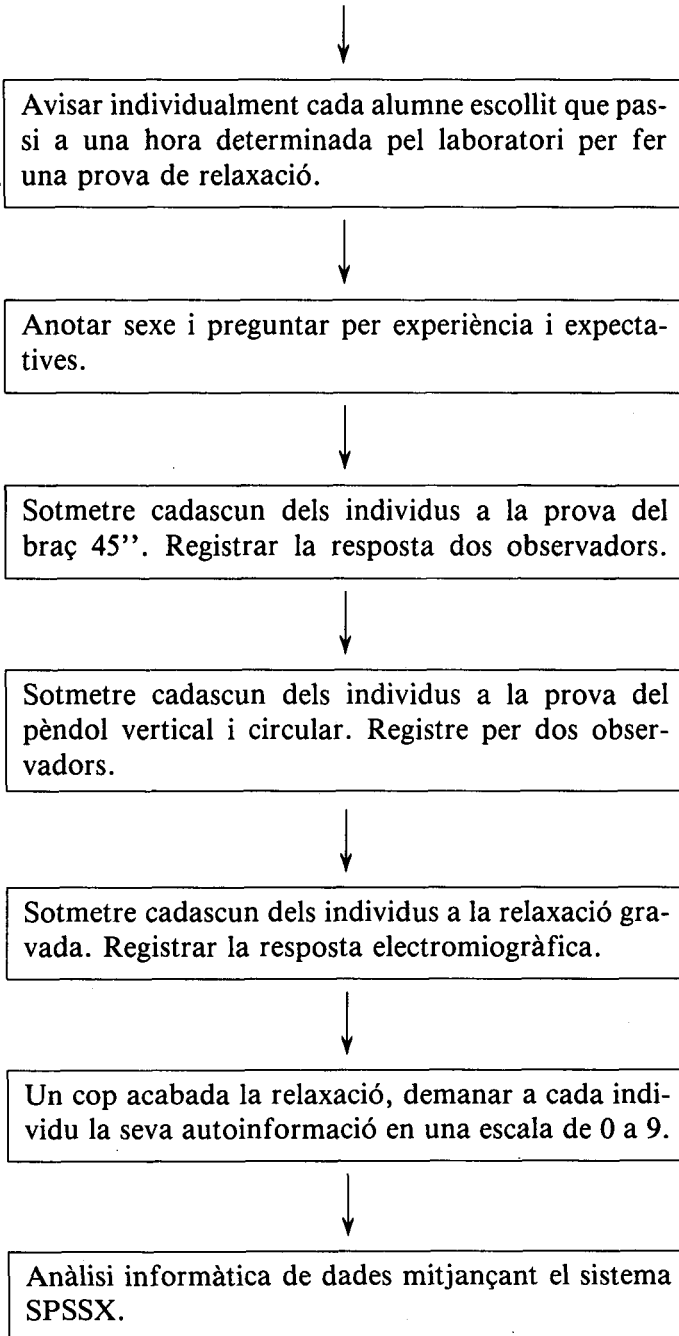 Avisar individualment cada alumne escollit que pas-
si a una hora determinada pel laboratori per fer
una prova de relaxació.
Anotar sexe i preguntar per experiència i expecta-
tives.
Sotmetre cadascun dels individus a la prova del
braç 45’’. Registrar la resposta dos observadors.
Sotmetre cadascun dels individus a la prova del
pèndol vertical i circular. Registre per dos obser-
vadors.
Sotmetre cadascun dels individus a la relaxació gra-
vada. Registrar la resposta electromiogràfica.
Un cop acabada la relaxació, demanar a cada indi-
vidu la seva autoinformació en una escala de 0 a 9.
Anàlisi informàtica de dades mitjançant el sistema
SPSSX.